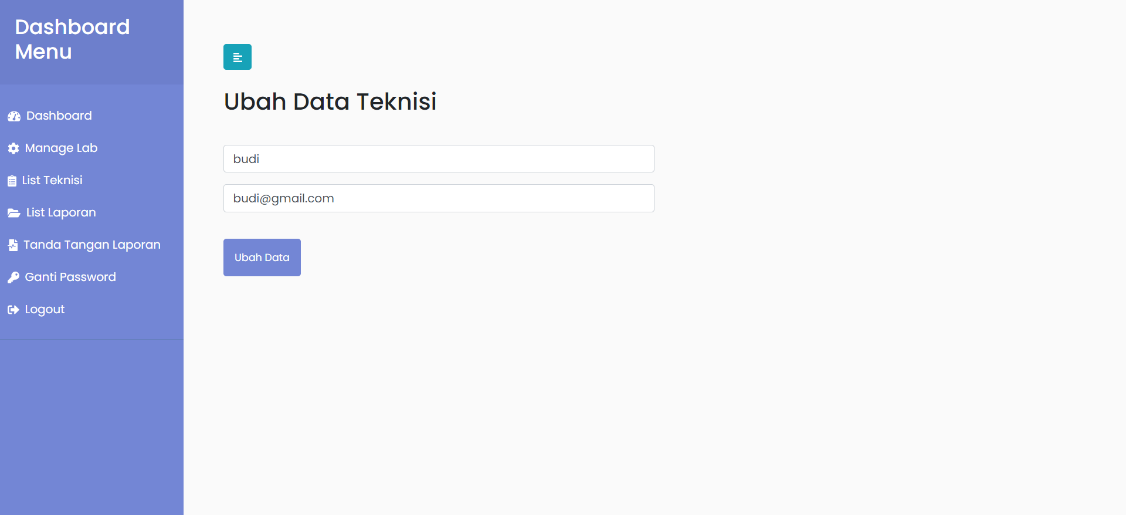 Dashboard
Menu
Dashboard
Manage Lab
List Teknisi
List Laporan
Tanda Tangan Laporan
Ganti Password
Logout
Ubah Data Teknisi
budi
budi@gmail.com
Ubah Data